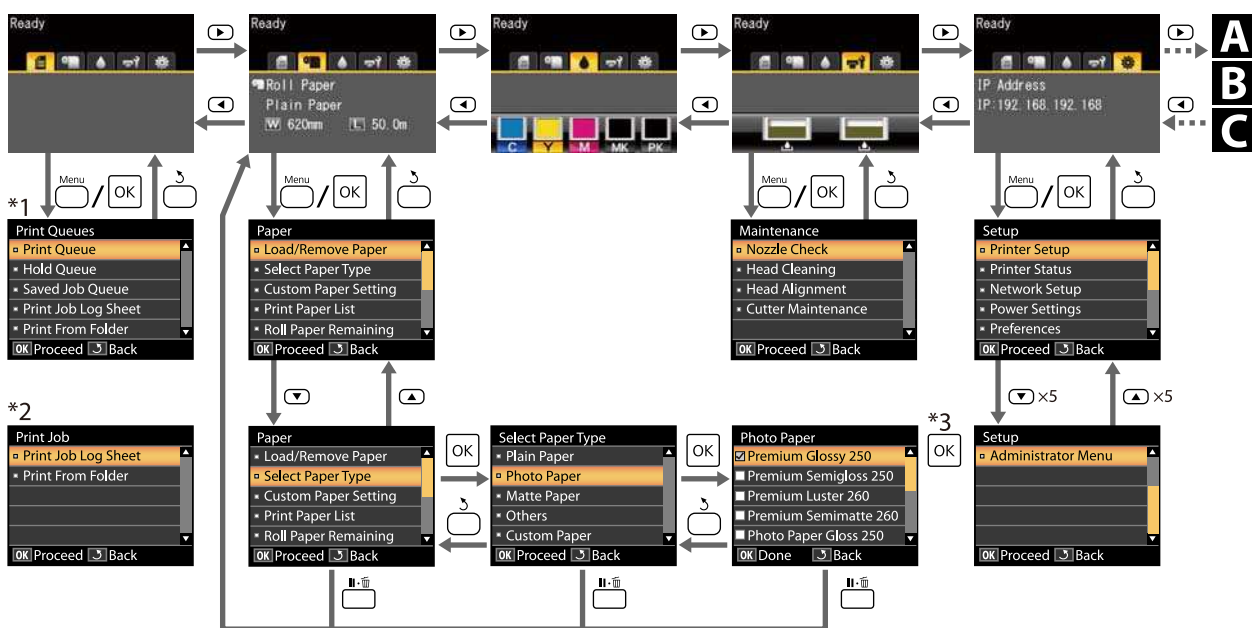 Ready
Ready
Ready
Ready
Ready
Roll Paper
Plain Paper
W 620mm L 50.0m
C Y M MK PK
IP Address
IP:192.168.192.168
A
B
C
*1
Menu / OK
Menu / OK
Menu / OK
Menu / OK
Print Queues
Print Queue
Hold Queue
Saved Job Queue
Print Job Log Sheet
Print From Folder
OK Proceed Back
Paper
Load/Remove Paper
Select Paper Type
Custom Paper Setting
Print Paper List
Roll Paper Remaining
OK Proceed Back
Maintenance
Nozzle Check
Head Cleaning
Head Alignment
Cutter Maintenance
OK Proceed Back
Setup
Printer Setup
Printer Status
Network Setup
Power Settings
Preferences
OK Proceed Back
×5
×5
*2
Print Job
Print Job Log Sheet
Print From Folder
OK Proceed Back
Paper
Load/Remove Paper
Select Paper Type
Custom Paper Setting
Print Paper List
Roll Paper Remaining
OK Proceed Back
OK
Select Paper Type
Plain Paper
Photo Paper
Matte Paper
Others
Custom Paper
OK Proceed Back
OK
Photo Paper
Premium Glossy 250
Premium Semigloss 250
Premium Luster 260
Premium Semimatte 260
Photo Paper Gloss 250
OK Done Back
*3
OK
Setup
Administrator Menu
OK Proceed Back